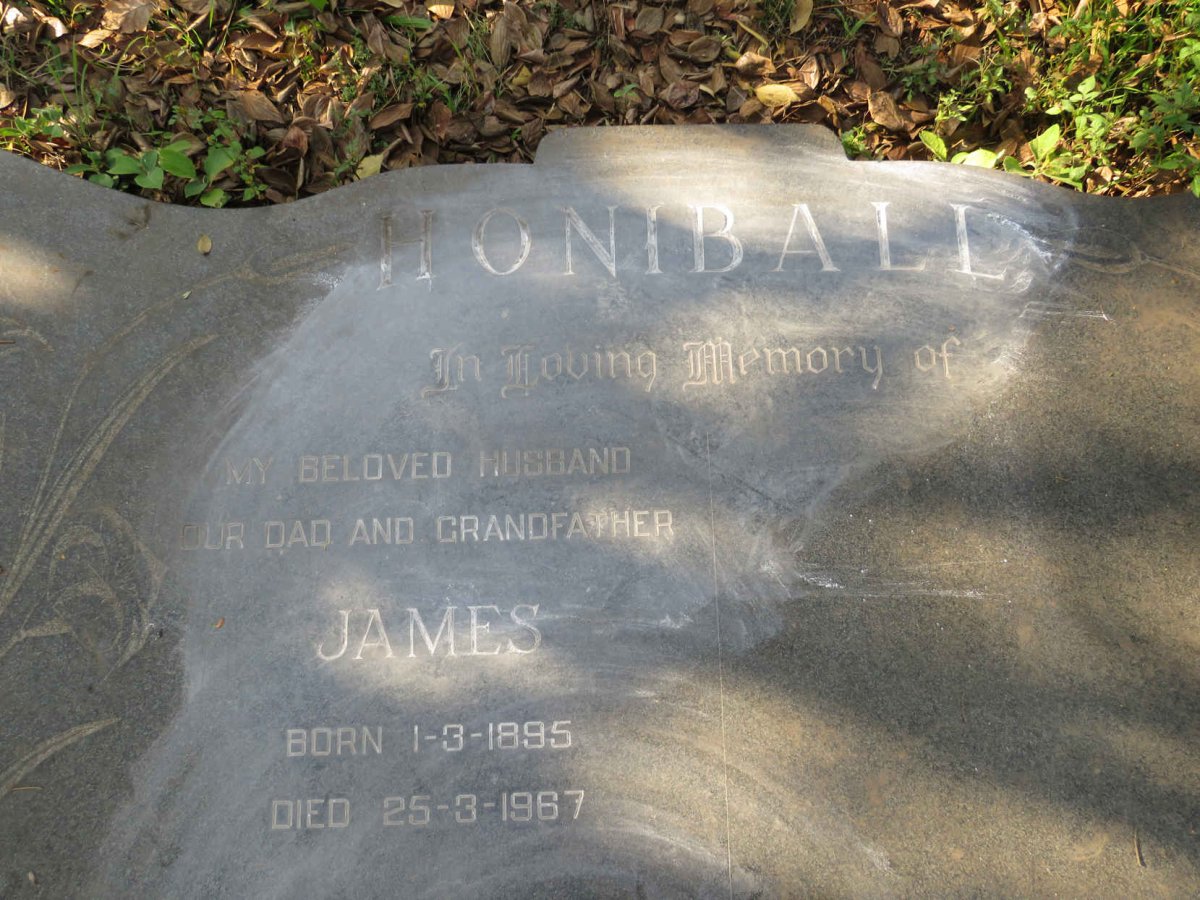 HONIBALL
In Loving Memory of
MY BELOVED HUSBAND
OUR DAD AND GRANDFATHER
JAMES
BORN 1-3-1895
DIED 25-3-1967